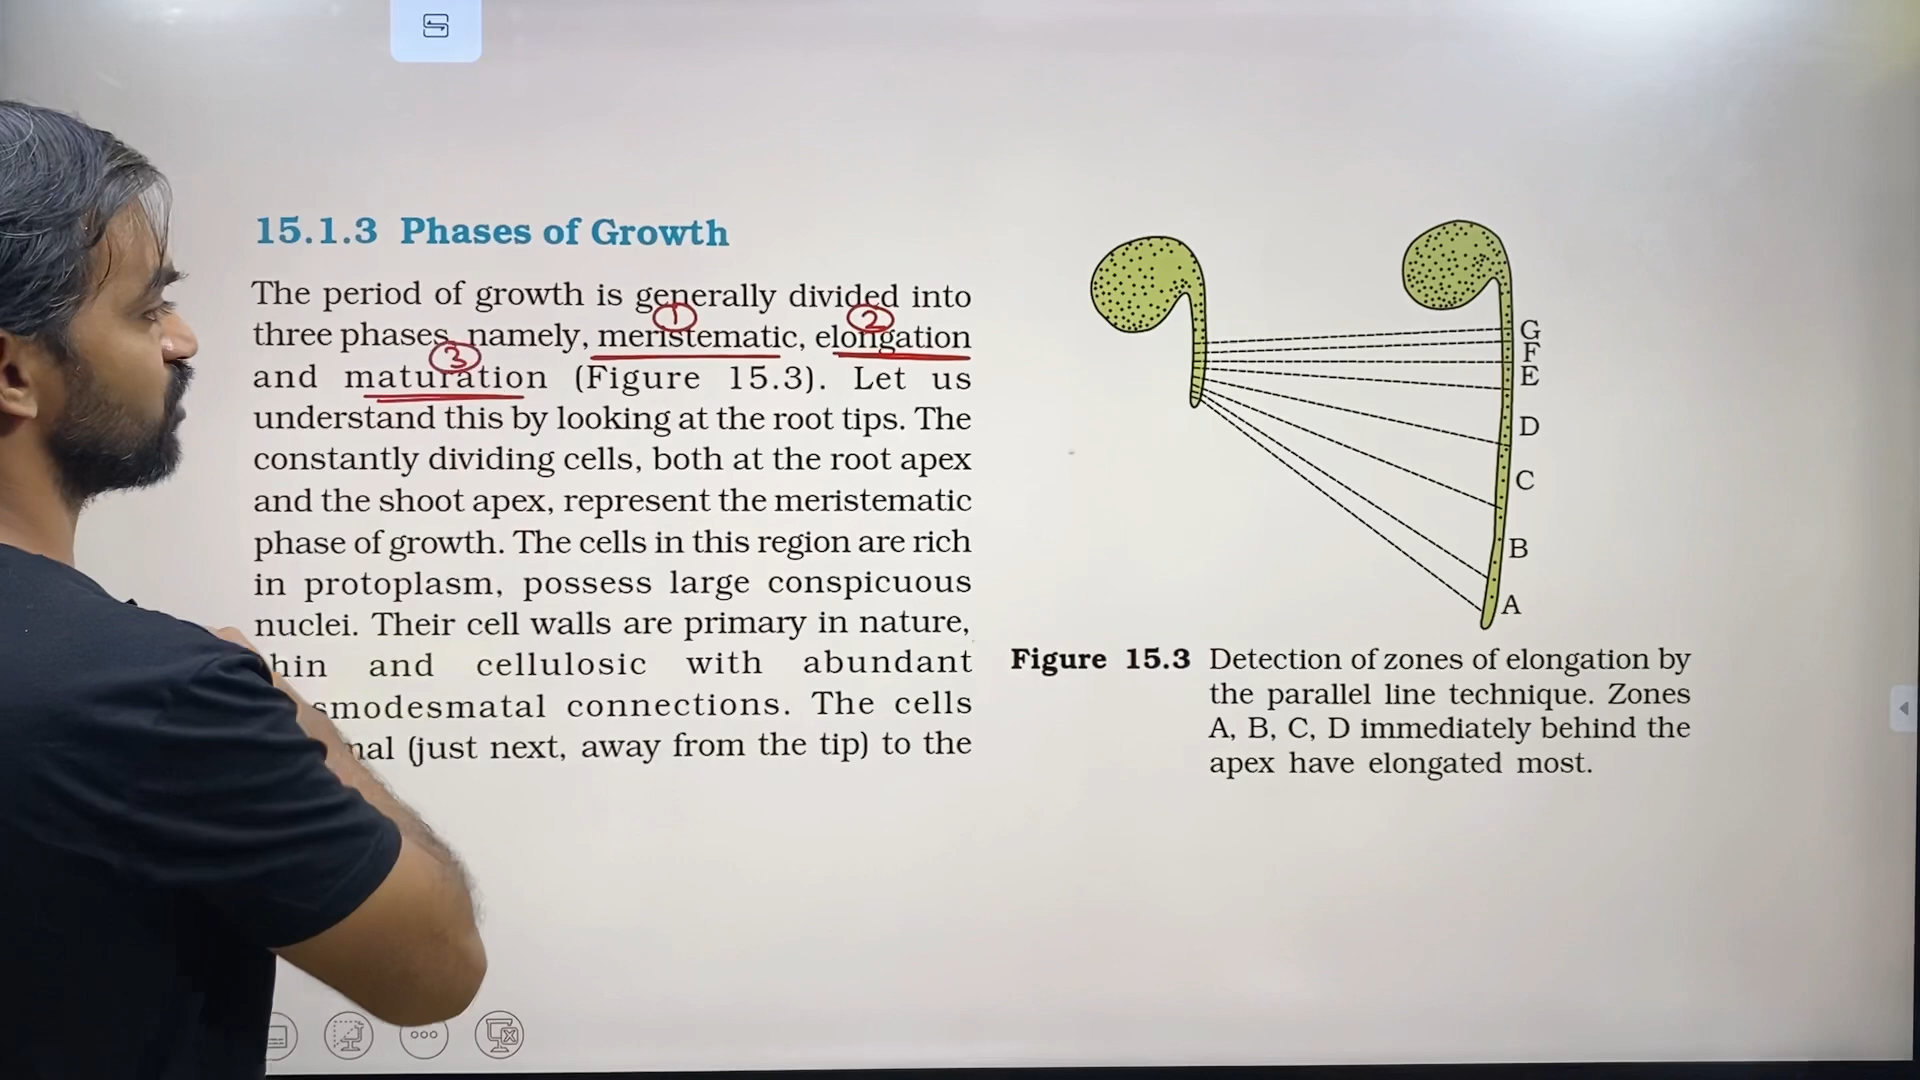 15.1.3 Phases of Growth
The period of growth is generally divided into
three phases, namely, meristematic, elongation
and maturation (Figure 15.3). Let us
understand this by looking at the root tips. The
constantly dividing cells, both at the root apex
and the shoot apex, represent the meristematic
phase of growth. The cells in this region are rich
in protoplasm, possess large conspicuous
nuclei. Their cell walls are primary in nature,
and cellulosic with abundant
connections. The cells
(just next, away from the tip) to the
1
2
3
G
F
E
D
C
B
A
Figure 15.3 Detection of zones of elongation by
the parallel line technique. Zones
A, B, C, D immediately behind the
apex have elongated most.